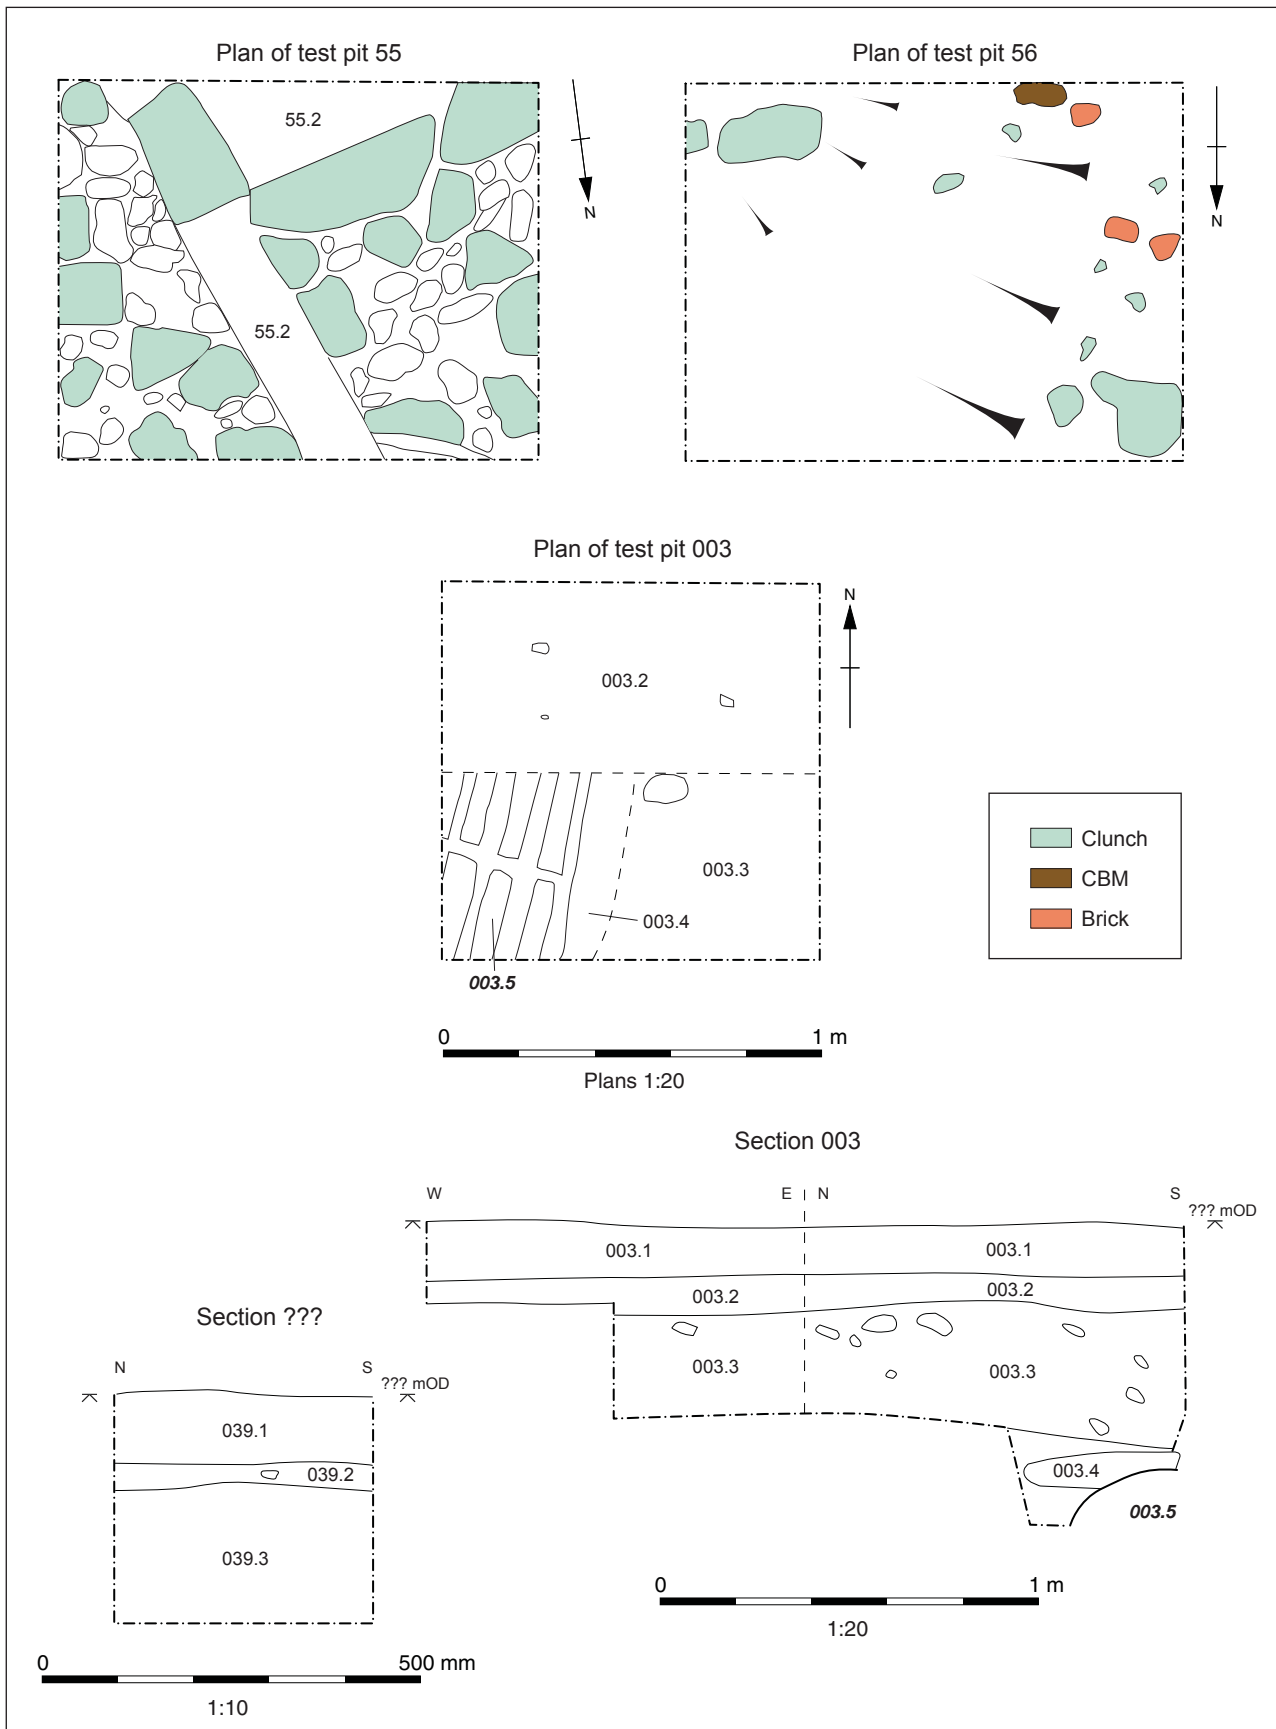 Plan of test pit 55
55.2
55.2
N
Plan of test pit 56
N
Plan of test pit 003
N
003.2
003.3
003.4
003.5
Clunch
CBM
Brick
0 1 m
Plans 1:20
Section 003
W E N S
??? mOD
003.1 003.1
003.2 003.2
003.3 003.3
003.4
003.5
0 1 m
1:20
Section ???
N S
??? mOD
039.1
039.2
039.3
0 500 mm
1:10